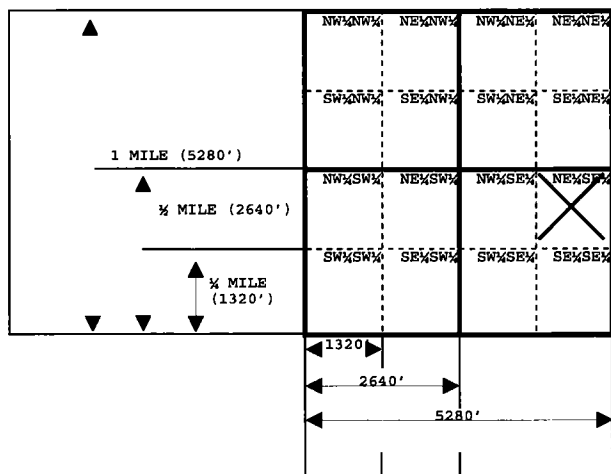 NW¼NW¼ NE¼NW¼ NW¼NE¼ NE¼NE¼
SW¼NW¼ SE¼NW¼ SW¼NE¼ SE¼NE¼
1 MILE (5280')
NW¼SW¼ NE¼SW¼ NW¼SE¼ NE¼SE¼
½ MILE (2640')
SW¼SW¼ SE¼SW¼ SW¼SE¼ SE¼SE¼
¼ MILE
(1320')
1320'
2640'
5280'